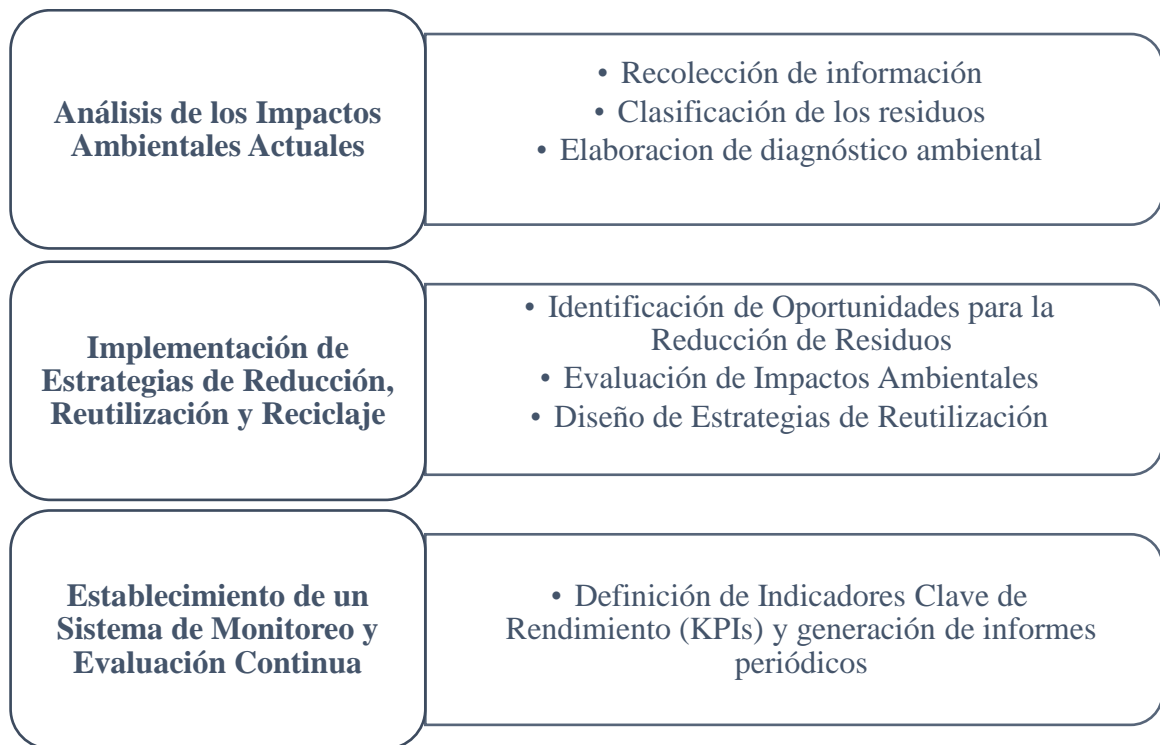 Análisis de los Impactos
Ambientales Actuales
• Recolección de información
• Clasificación de los residuos
• Elaboracion de diagnóstico ambiental
Implementación de
Estrategias de Reducción,
Reutilización y Reciclaje
• Identificación de Oportunidades para la
Reducción de Residuos
• Evaluación de Impactos Ambientales
• Diseño de Estrategias de Reutilización
Establecimiento de un
Sistema de Monitoreo y
Evaluación Continua
• Definición de Indicadores Clave de
Rendimiento (KPIs) y generación de informes
periódicos